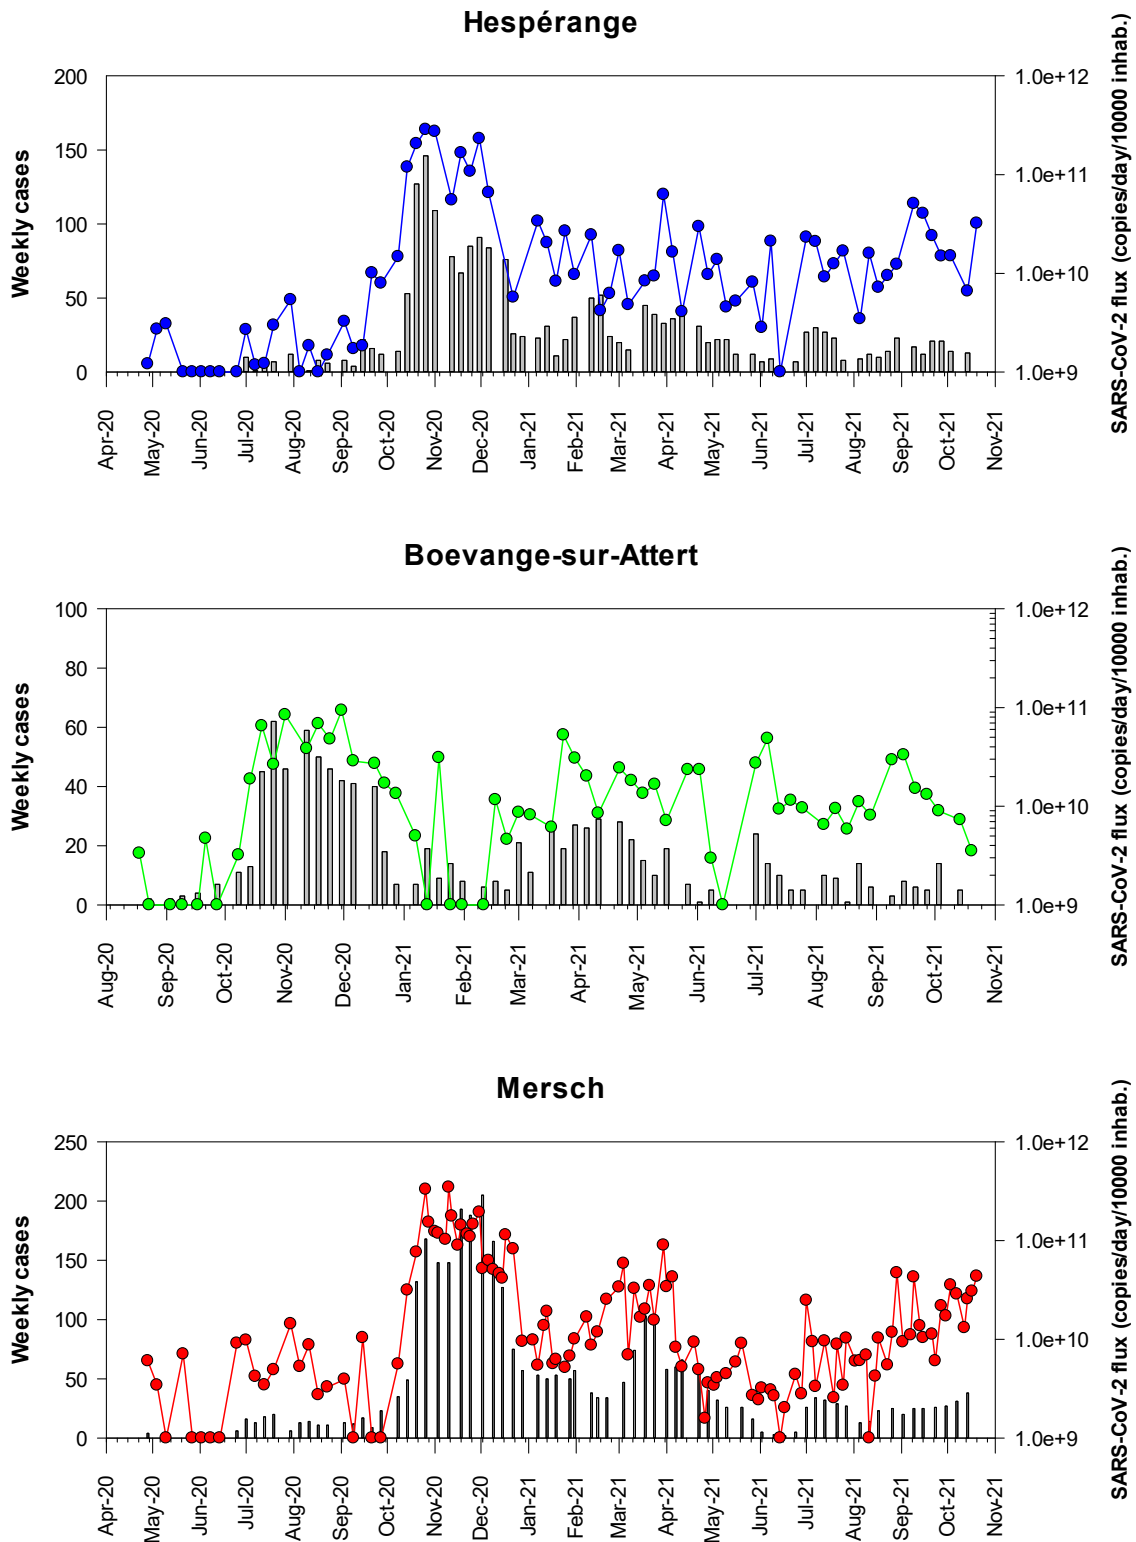 Hespérange
Weekly cases
200
150
100
50
0
1.0e+12
1.0e+11
1.0e+10
1.0e+9
SARS-CoV-2 flux (copies/day/10000 inhab.)
Apr-20
May-20
Jun-20
Jul-20
Aug-20
Sep-20
Oct-20
Nov-20
Dec-20
Jan-21
Feb-21
Mar-21
Apr-21
May-21
Jun-21
Jul-21
Aug-21
Sep-21
Oct-21
Nov-21
Boevange-sur-Attert
Weekly cases
100
80
60
40
20
0
1.0e+12
1.0e+11
1.0e+10
1.0e+9
SARS-CoV-2 flux (copies/day/10000 inhab.)
Aug-20
Sep-20
Oct-20
Nov-20
Dec-20
Jan-21
Feb-21
Mar-21
Apr-21
May-21
Jun-21
Jul-21
Aug-21
Sep-21
Oct-21
Nov-21
Mersch
Weekly cases
250
200
150
100
50
0
1.0e+12
1.0e+11
1.0e+10
1.0e+9
SARS-CoV-2 flux (copies/day/10000 inhab.)
Apr-20
May-20
Jun-20
Jul-20
Aug-20
Sep-20
Oct-20
Nov-20
Dec-20
Jan-21
Feb-21
Mar-21
Apr-21
May-21
Jun-21
Jul-21
Aug-21
Sep-21
Oct-21
Nov-21